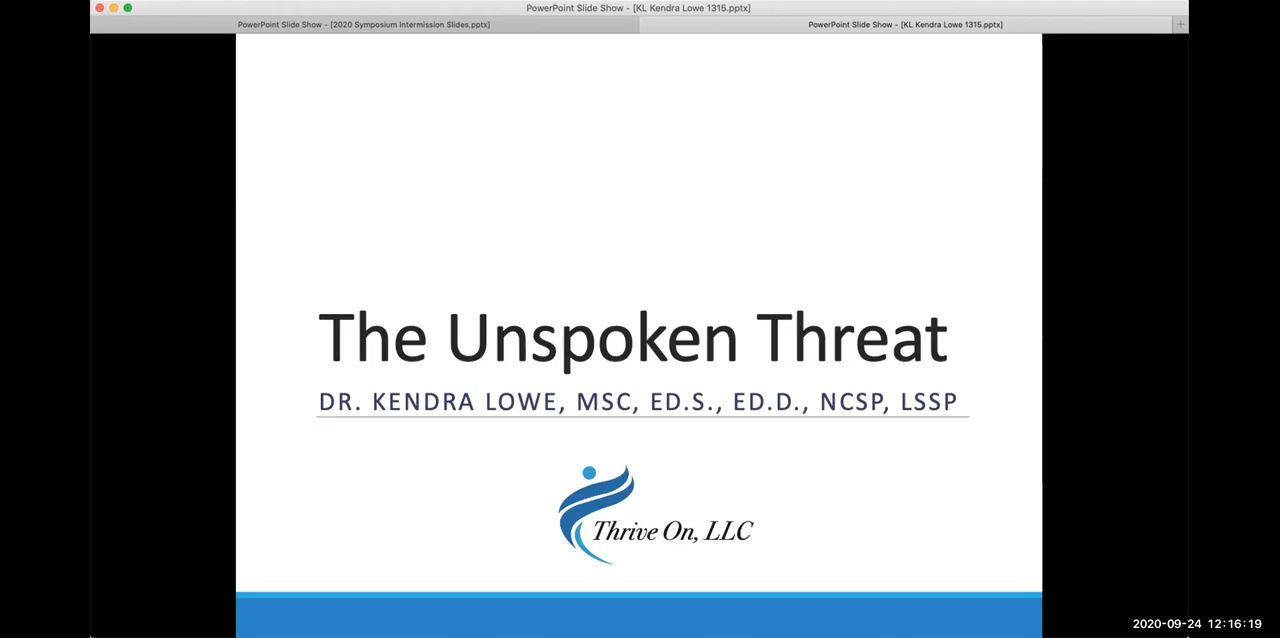 PowerPoint Slide Show - [KL Kendra Lowe 1315.pptx]
PowerPoint Slide Show - [2020 Symposium Intermission Slides.pptx]
PowerPoint Slide Show - [KL Kendra Lowe 1315.pptx]
The Unspoken Threat
DR. KENDRA LOWE, MSC, ED.S., ED.D., NCSP, LSSP
Thrive On, LLC
2020-09-24 12:16:19